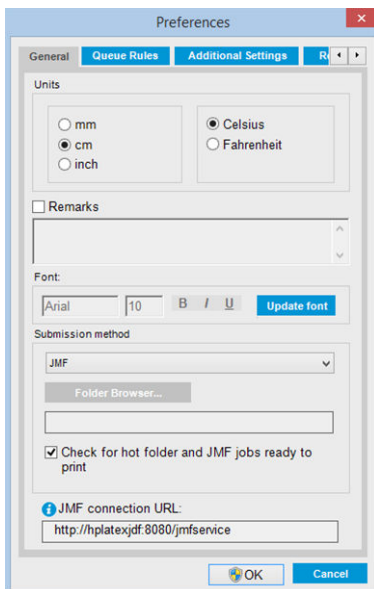 Preferences
General Queue Rules Additional Settings
Units
mm
cm
inch
Celsius
Fahrenheit
Remarks
Font:
Arial 10 B I U Update font
Submission method
JMF
Folder Browser...
Check for hot folder and JMF jobs ready to
print
JMF connection URL:
http://hplatexjdf:8080/jmfservice
OK Cancel